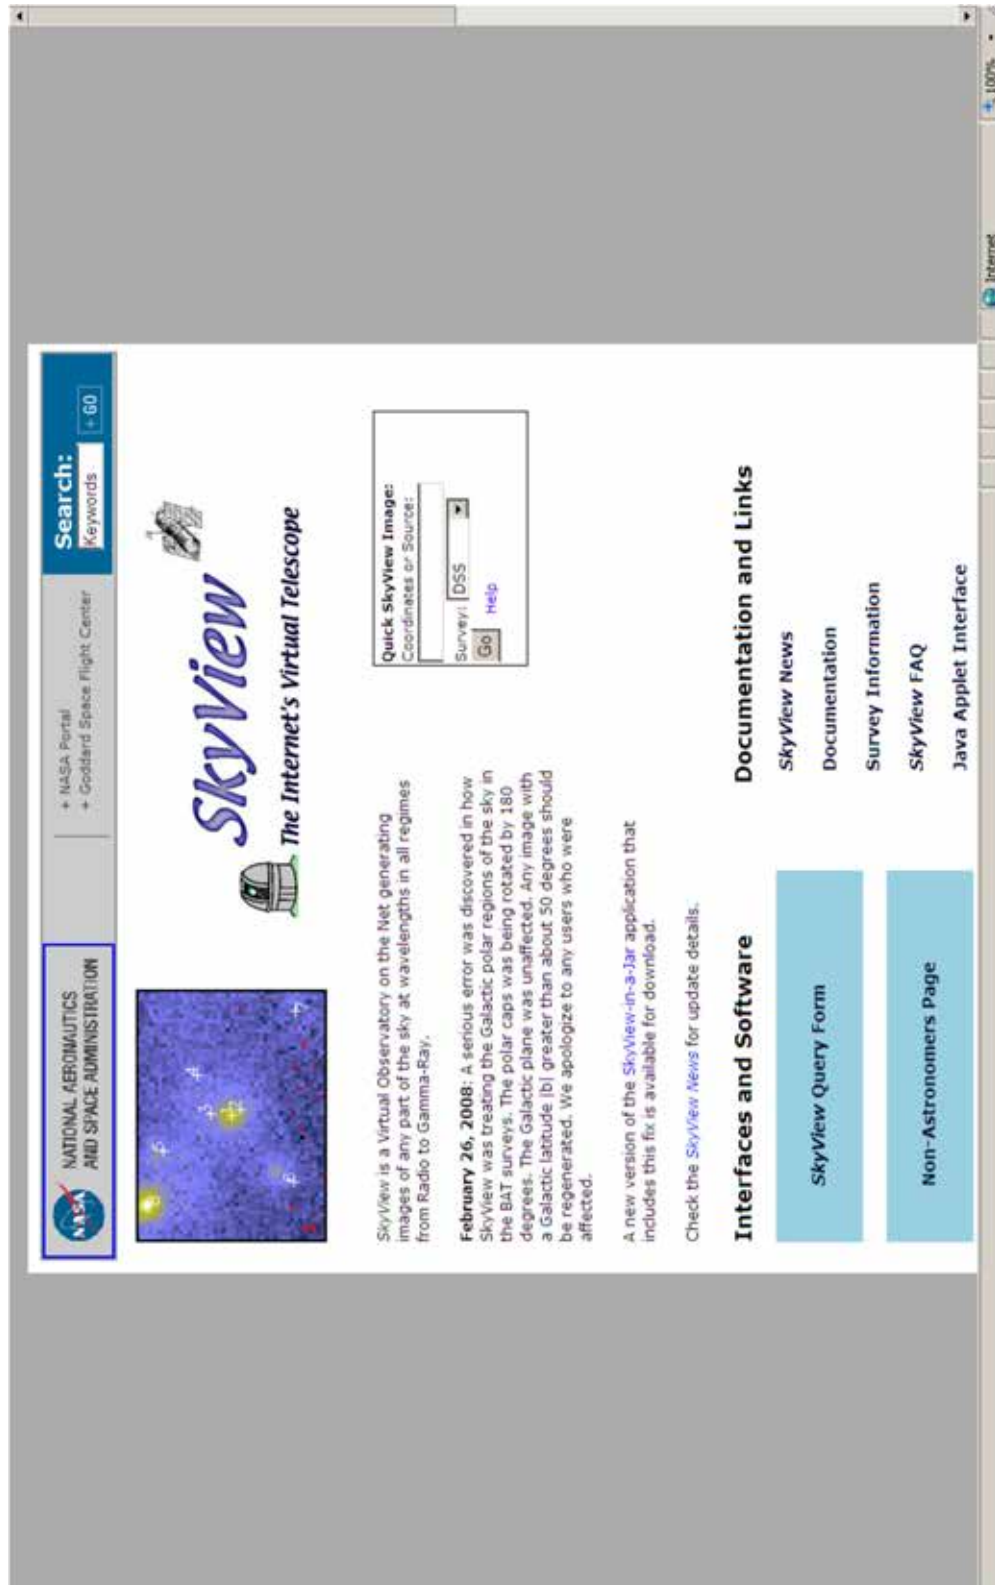 NASA
NATIONAL AERONAUTICS
AND SPACE ADMINISTRATION
+ NASA Portal
+ Goddard Space Flight Center
Search:
Keywords
+ GO
SkyView
The Internet's Virtual Telescope
SkyView is a Virtual Observatory on the Net generating
images of any part of the sky at wavelengths in all regimes
from Radio to Gamma-Ray.
February 26, 2008: A serious error was discovered in how
SkyView was treating the Galactic polar regions of the sky in
the BAT surveys. The polar caps was being rotated by 180
degrees. The Galactic plane was unaffected. Any image with
a Galactic latitude |b| greater than about 50 degrees should
be regenerated. We apologize to any users who were
affected.
A new version of the SkyView-in-a-Jar application that
includes this fix is available for download.
Check the SkyView News for update details.
Quick SkyView Image:
Coordinates or Source:
Survey: DSS
Go Help
Interfaces and Software
SkyView Query Form
Non-Astronomers Page
Documentation and Links
SkyView News
Documentation
Survey Information
SkyView FAQ
Java Applet Interface
Internet
100%